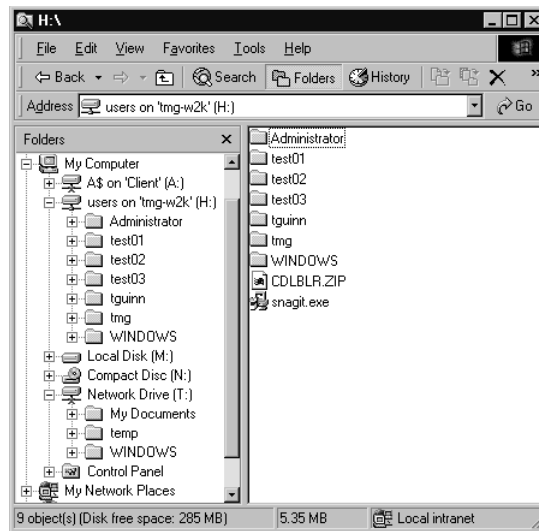 H:\
File Edit View Favorites Tools Help
Back Search Folders History »
Address users on 'tmg-w2k' (H:) Go
Folders
My Computer
A$ on 'Client' (A:)
users on 'tmg-w2k' (H:)
Administrator
test01
test02
test03
tguinn
tmg
WINDOWS
Local Disk (M:)
Compact Disc (N:)
Network Drive (T:)
My Documents
temp
WINDOWS
Control Panel
My Network Places
Administrator
test01
test02
test03
tguinn
tmg
WINDOWS
CDLBLR.ZIP
snagit.exe
9 object(s) (Disk free space: 285 MB) 5.35 MB Local intranet